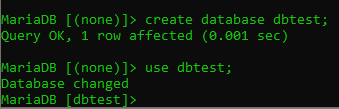 MariaDB [(none)]> create database dbtest;
Query OK, 1 row affected (0.001 sec)
MariaDB [(none)]> use dbtest;
Database changed
MariaDB [dbtest]>